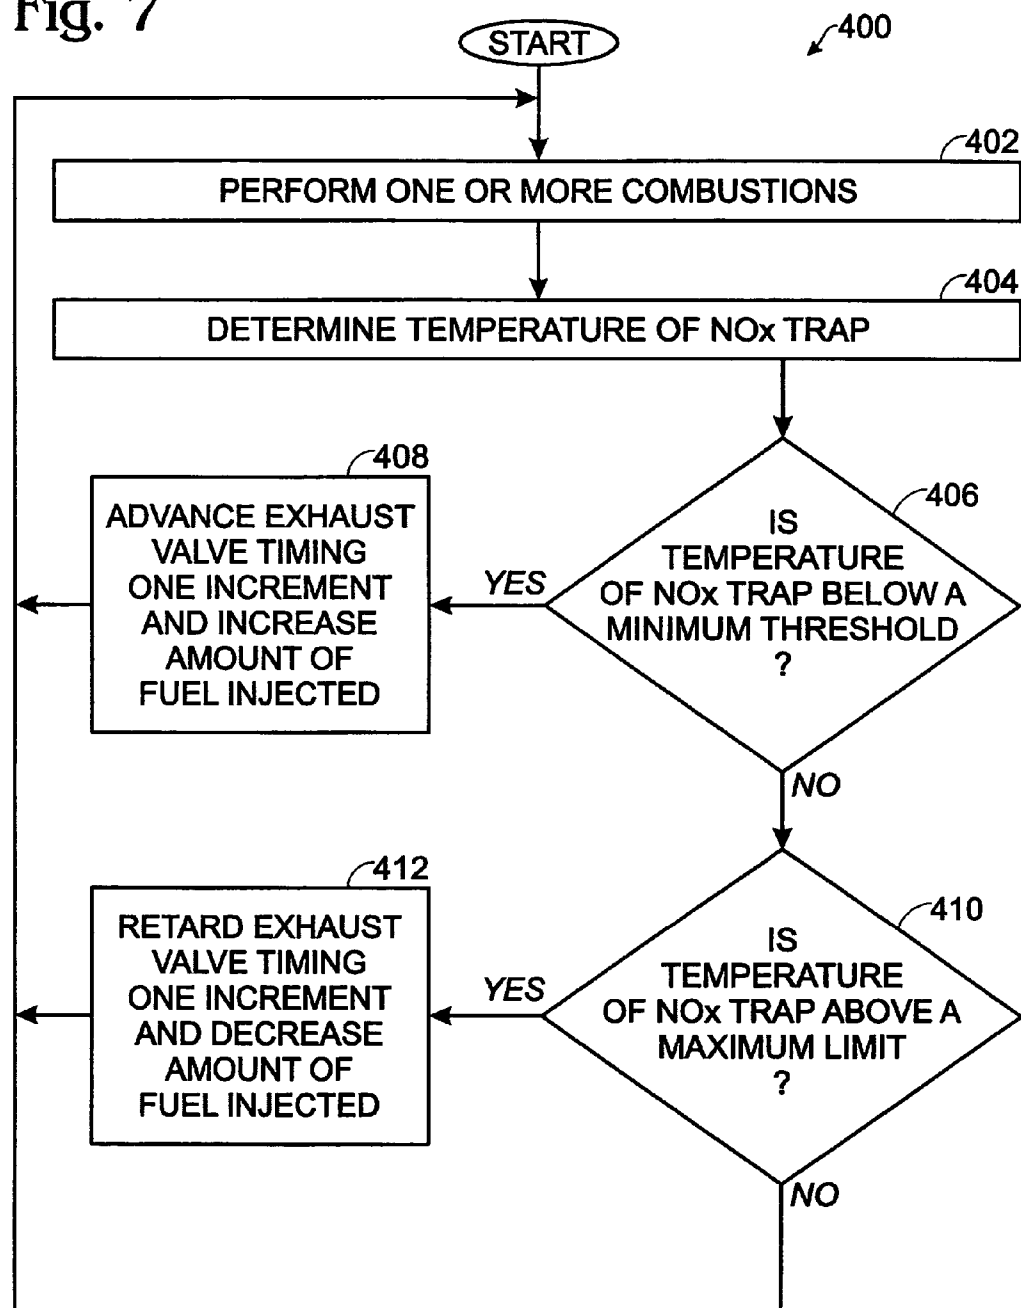 Fig. 7
START
400
402
PERFORM ONE OR MORE COMBUSTIONS
404
DETERMINE TEMPERATURE OF NOx TRAP
408
ADVANCE EXHAUST
VALVE TIMING
ONE INCREMENT
AND INCREASE
AMOUNT OF
FUEL INJECTED
YES
406
IS
TEMPERATURE
OF NOx TRAP BELOW A
MINIMUM THRESHOLD
?
NO
412
RETARD EXHAUST
VALVE TIMING
ONE INCREMENT
AND DECREASE
AMOUNT OF
FUEL INJECTED
YES
410
IS
TEMPERATURE
OF NOx TRAP ABOVE A
MAXIMUM LIMIT
?
NO